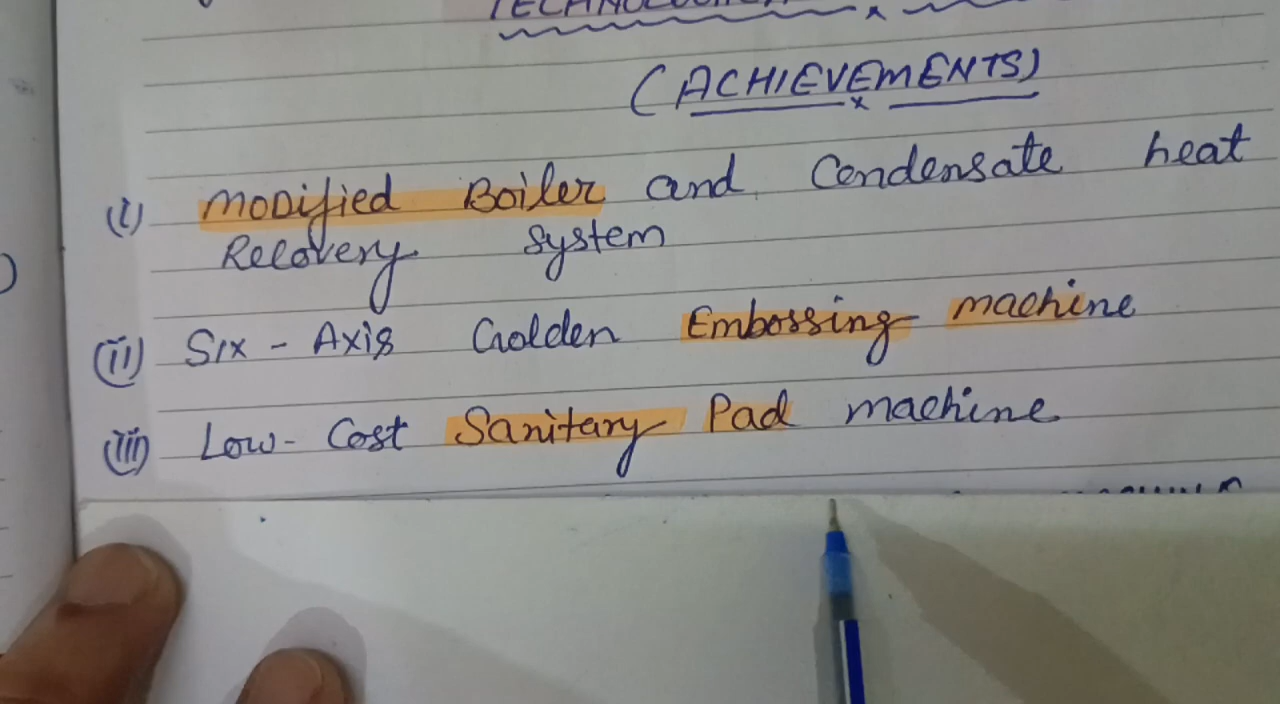 (ACHIEVEMENTS)
(i) Modified Boiler and Condensate heat
Recovery system
(ii) Six-Axis Golden Embossing machine
(iii) Low-Cost Sanitary Pad machine